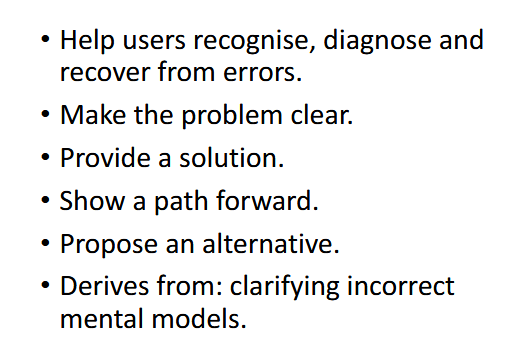 • Help users recognise, diagnose and
recover from errors.
• Make the problem clear.
• Provide a solution.
• Show a path forward.
• Propose an alternative.
• Derives from: clarifying incorrect
mental models.